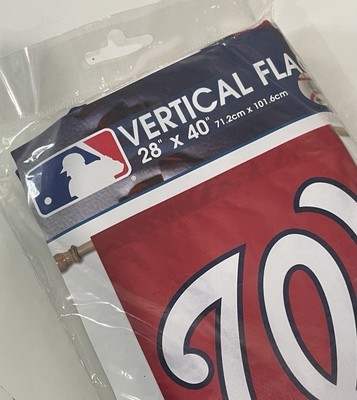 VERTICAL FLA
28" X 40" 71.2cm x 101.6cm
W